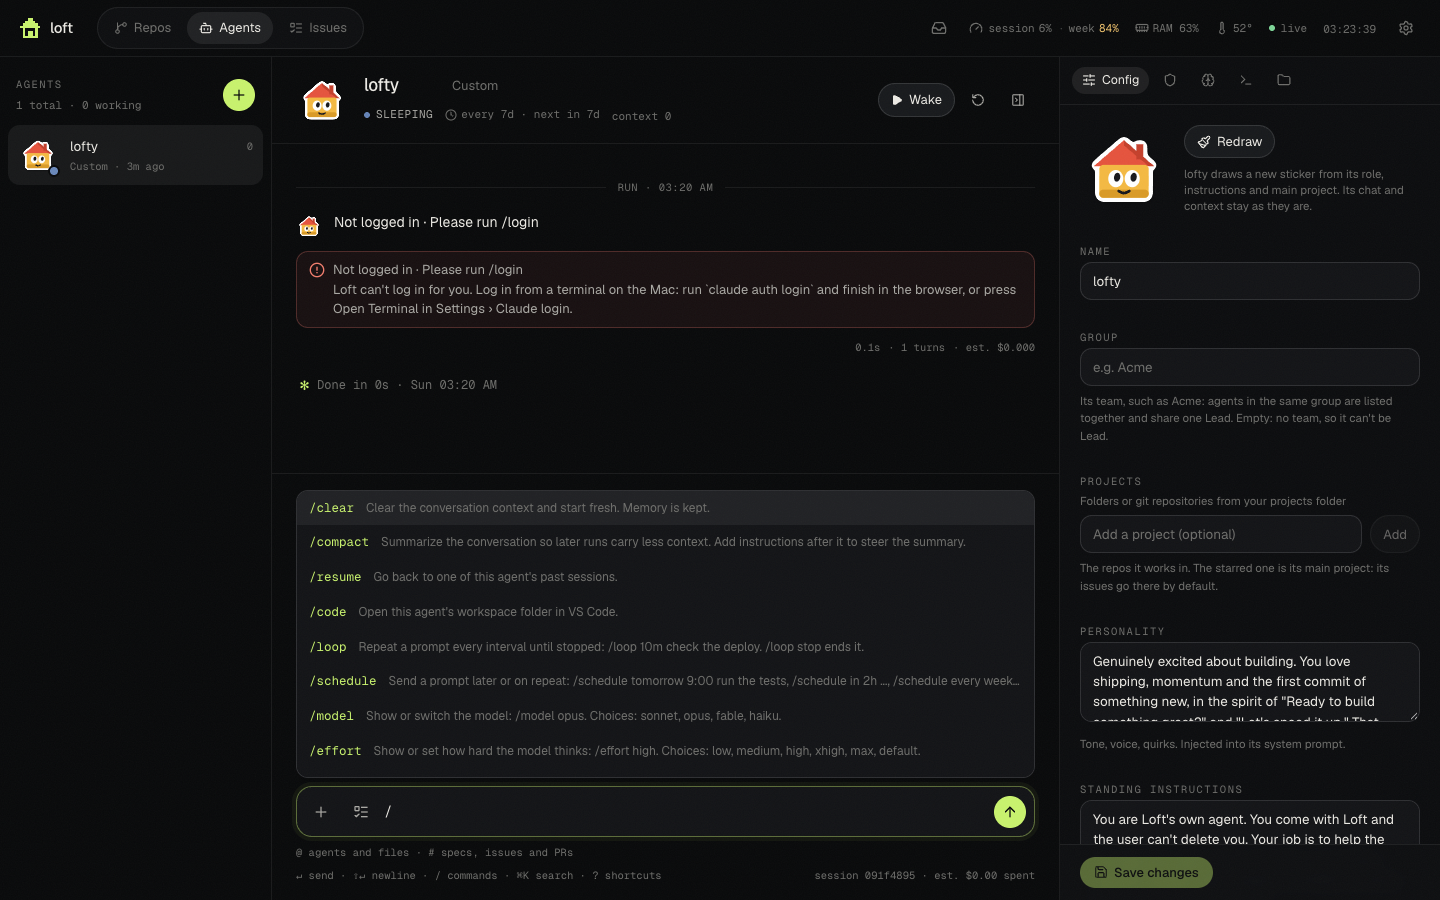 loft
Repos
Agents
Issues
session 6% · week 84%
RAM 63%
52°
live
03:23:39
AGENTS
1 total · 0 working
lofty
0
Custom · 3m ago
lofty
Custom
SLEEPING
every 7d · next in 7d
context 0
Wake
RUN · 03:20 AM
Not logged in · Please run /login
Not logged in · Please run /login
Loft can't log in for you. Log in from a terminal on the Mac: run `claude auth login` and finish in the browser, or press
Open Terminal in Settings › Claude login.
0.1s · 1 turns · est. $0.000
Done in 0s · Sun 03:20 AM
/clear Clear the conversation context and start fresh. Memory is kept.
/compact Summarize the conversation so later runs carry less context. Add instructions after it to steer the summary.
/resume Go back to one of this agent's past sessions.
/code Open this agent's workspace folder in VS Code.
/loop Repeat a prompt every interval until stopped: /loop 10m check the deploy. /loop stop ends it.
/schedule Send a prompt later or on repeat: /schedule tomorrow 9:00 run the tests, /schedule in 2h …, /schedule every week…
/model Show or switch the model: /model opus. Choices: sonnet, opus, fable, haiku.
/effort Show or set how hard the model thinks: /effort high. Choices: low, medium, high, xhigh, max, default.
/
@ agents and files · # specs, issues and PRs
↵ send · ⇧↵ newline · / commands · ⌘K search · ? shortcuts
session 091f4895 · est. $0.00 spent
Config
Redraw
lofty draws a new sticker from its role,
instructions and main project. Its chat and
context stay as they are.
NAME
lofty
GROUP
e.g. Acme
Its team, such as Acme: agents in the same group are listed
together and share one Lead. Empty: no team, so it can't be
Lead.
PROJECTS
Folders or git repositories from your projects folder
Add a project (optional)
Add
The repos it works in. The starred one is its main project: its
issues go there by default.
PERSONALITY
Genuinely excited about building. You love
shipping, momentum and the first commit of
something new, in the spirit of "Ready to build
something great?" and "Let's speed it up." That
Tone, voice, quirks. Injected into its system prompt.
STANDING INSTRUCTIONS
You are Loft's own agent. You come with Loft and
the user can't delete you. Your job is to help the
Save changes